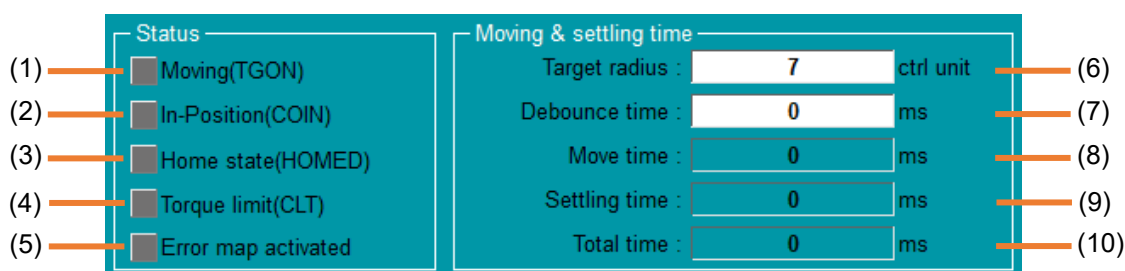 Status
(1) Moving(TGON)
(2) In-Position(COIN)
(3) Home state(HOMED)
(4) Torque limit(CLT)
(5) Error map activated
Moving & settling time
Target radius : 7 ctrl unit (6)
Debounce time : 0 ms (7)
Move time : 0 ms (8)
Settling time : 0 ms (9)
Total time : 0 ms (10)